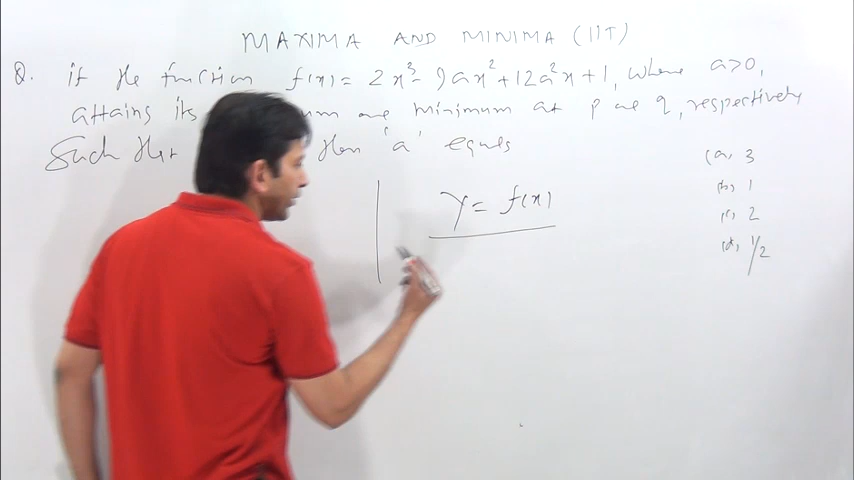 MAXIMA AND MINIMA (IIT)
Q. if the function f(x) = 2x³ - 9ax² + 12a²x + 1, where a>0,
attains its um and minimum at p and q, respectively
Such that then 'a' equals
(a) 3
(b) 1
(c) 2
(d) 1/2
y = f(x)